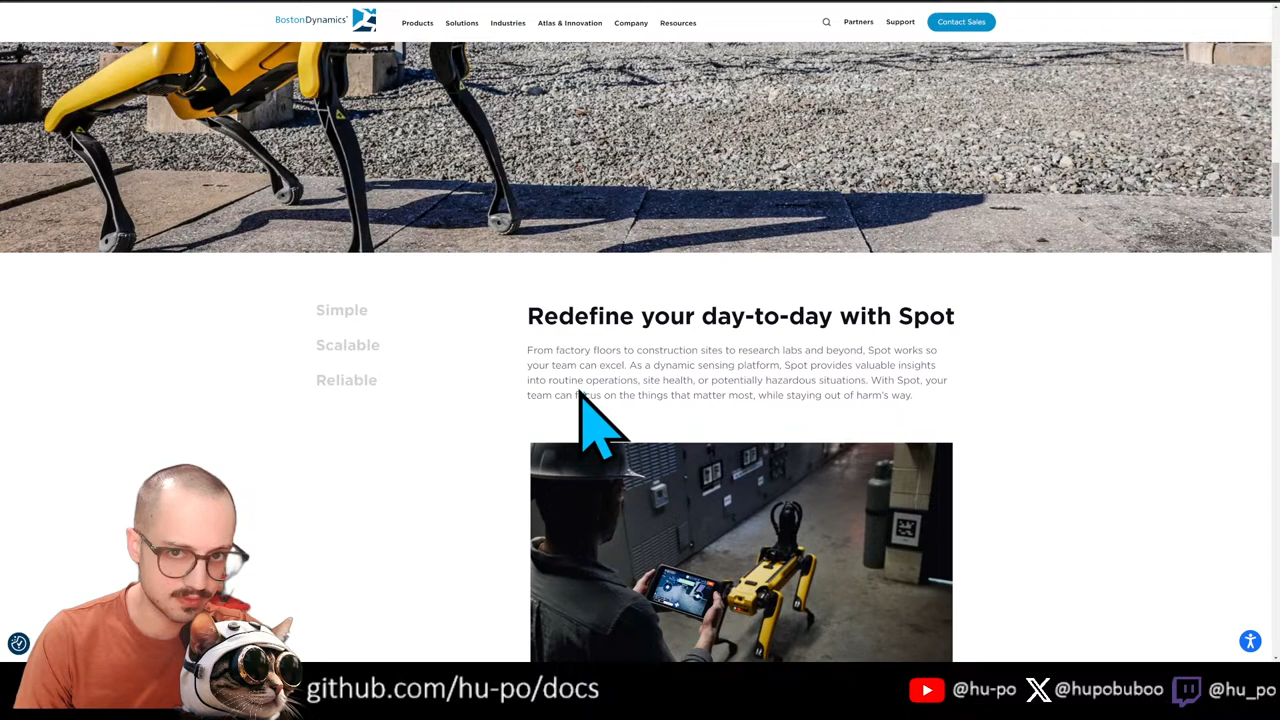 BostonDynamics
Products Solutions Industries Atlas & Innovation Company Resources
Partners Support Contact Sales
Simple
Scalable
Reliable
Redefine your day-to-day with Spot
From factory floors to construction sites to research labs and beyond, Spot works so
your team can excel. As a dynamic sensing platform, Spot provides valuable insights
into routine operations, site health, or potentially hazardous situations. With Spot, your
team can focus on the things that matter most, while staying out of harm's way.
github.com/hu-po/docs
@hu-po @hupobuboo @hu_po